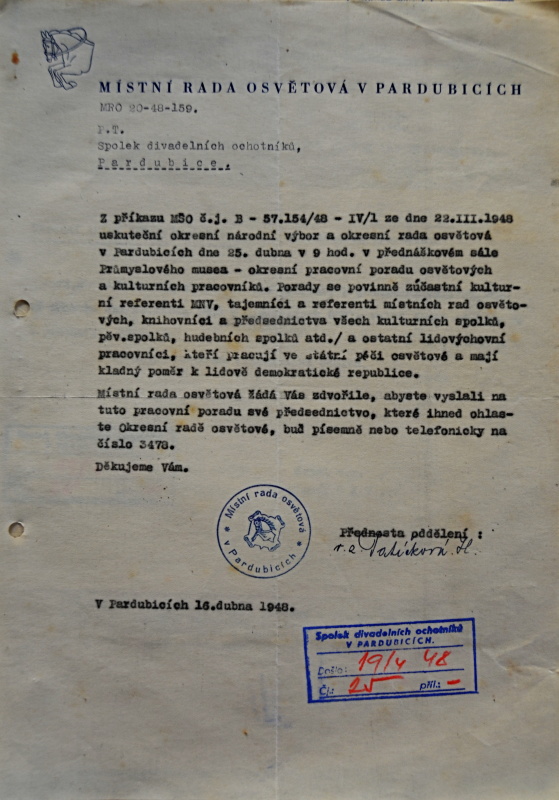 MÍSTNÍ RADA OSVĚTOVÁ V PARDUBICÍCH
MRO 20-48-159.
P.T.
Spolek divadelních ochotníků,
Pardubice.
Z příkazu MŠO č.j. B - 57.154/48 - IV/1 ze dne 22.III.1948
uskuteční okresní národní výbor a okresní rada osvětová
v Pardubicích dne 25. dubna v 9 hod. v přednáškovém sále
Průmyslového musea - okresní pracovní poradu osvětových
a kulturních pracovníků. Porady se povinně súčastní kultur-
ní referenti MNV, tajemníci a referenti místních rad osvěto-
vých, knihovníci a předsednictva všech kulturních spolků,
pěv.spolků, hudebních spolků atd./ a ostatní lidovýchovní
pracovníci, kteří pracují ve státní péči osvětové a mají
kladný poměr k lidově demokratické republice.
Místní rada osvětová žádá Vás zdvořile, abyste vyslali na
tuto pracovní poradu své předsednictvo, které ihned ohlas-
te Okresní radě osvětové, buď písemně nebo telefonicky na
číslo 3478.
Děkujeme Vám.
Místní rada osvětová
v Pardubicích
Přednosta oddělení :
V Pardubicích 16.dubna 1948.
Spolek divadelních ochotníků
V PARDUBICÍCH.
Došlo: 19/4 48
Čj.: 25 příl.: -